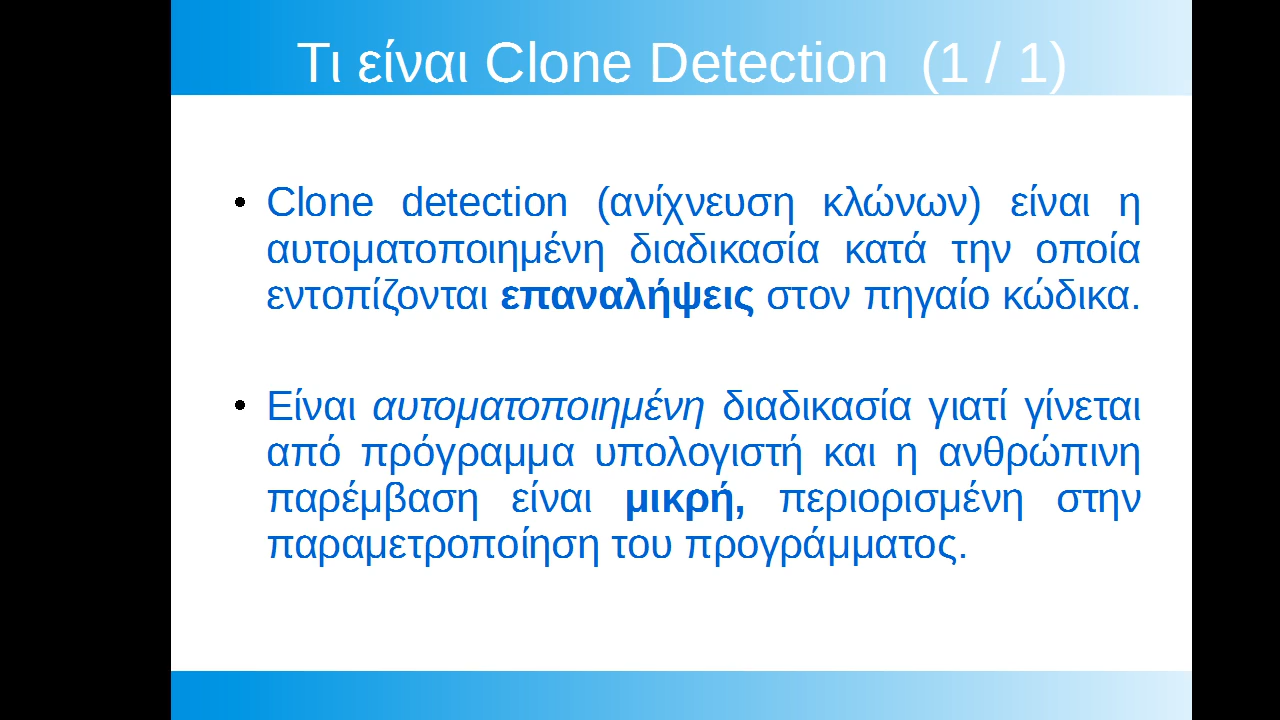 Τι είναι Clone Detection (1 / 1)
• Clone detection (ανίχνευση κλώνων) είναι η
αυτοματοποιημένη διαδικασία κατά την οποία
εντοπίζονται επαναλήψεις στον πηγαίο κώδικα.
• Είναι αυτοματοποιημένη διαδικασία γιατί γίνεται
από πρόγραμμα υπολογιστή και η ανθρώπινη
παρέμβαση είναι μικρή, περιορισμένη στην
παραμετροποίηση του προγράμματος.